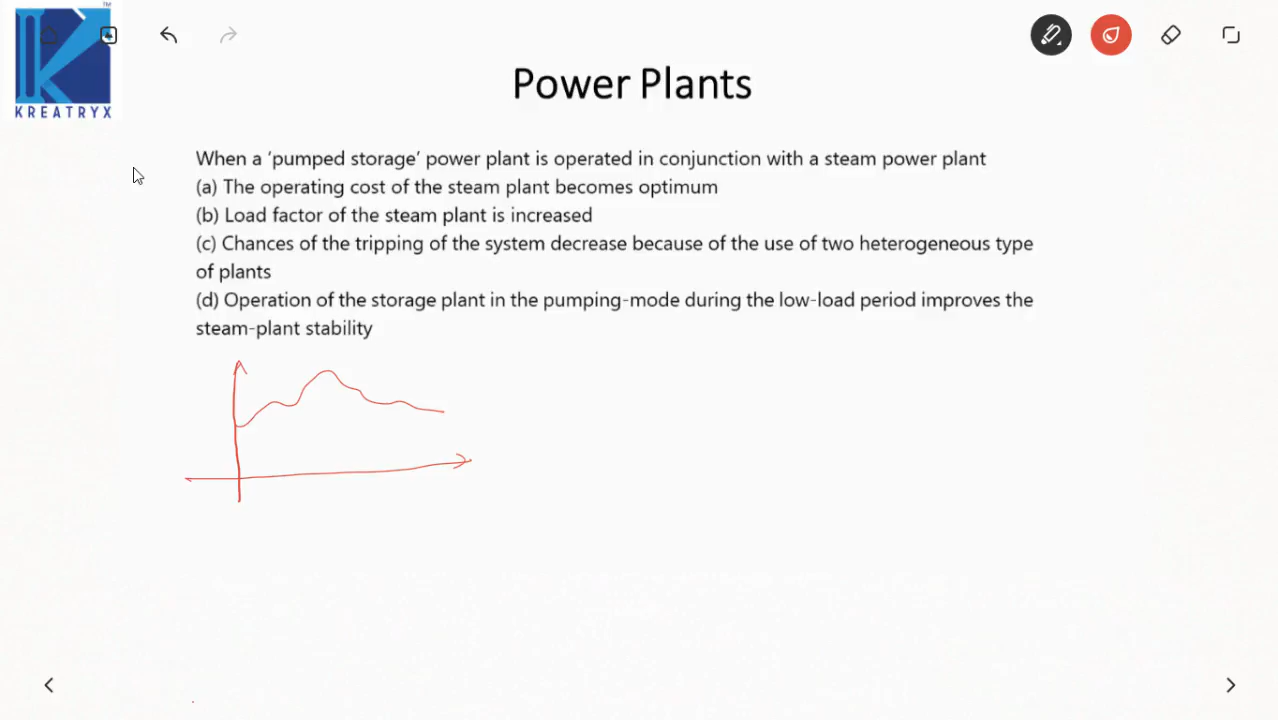 TM
KREATRYX
Power Plants
When a ‘pumped storage’ power plant is operated in conjunction with a steam power plant
(a) The operating cost of the steam plant becomes optimum
(b) Load factor of the steam plant is increased
(c) Chances of the tripping of the system decrease because of the use of two heterogeneous type
of plants
(d) Operation of the storage plant in the pumping-mode during the low-load period improves the
steam-plant stability